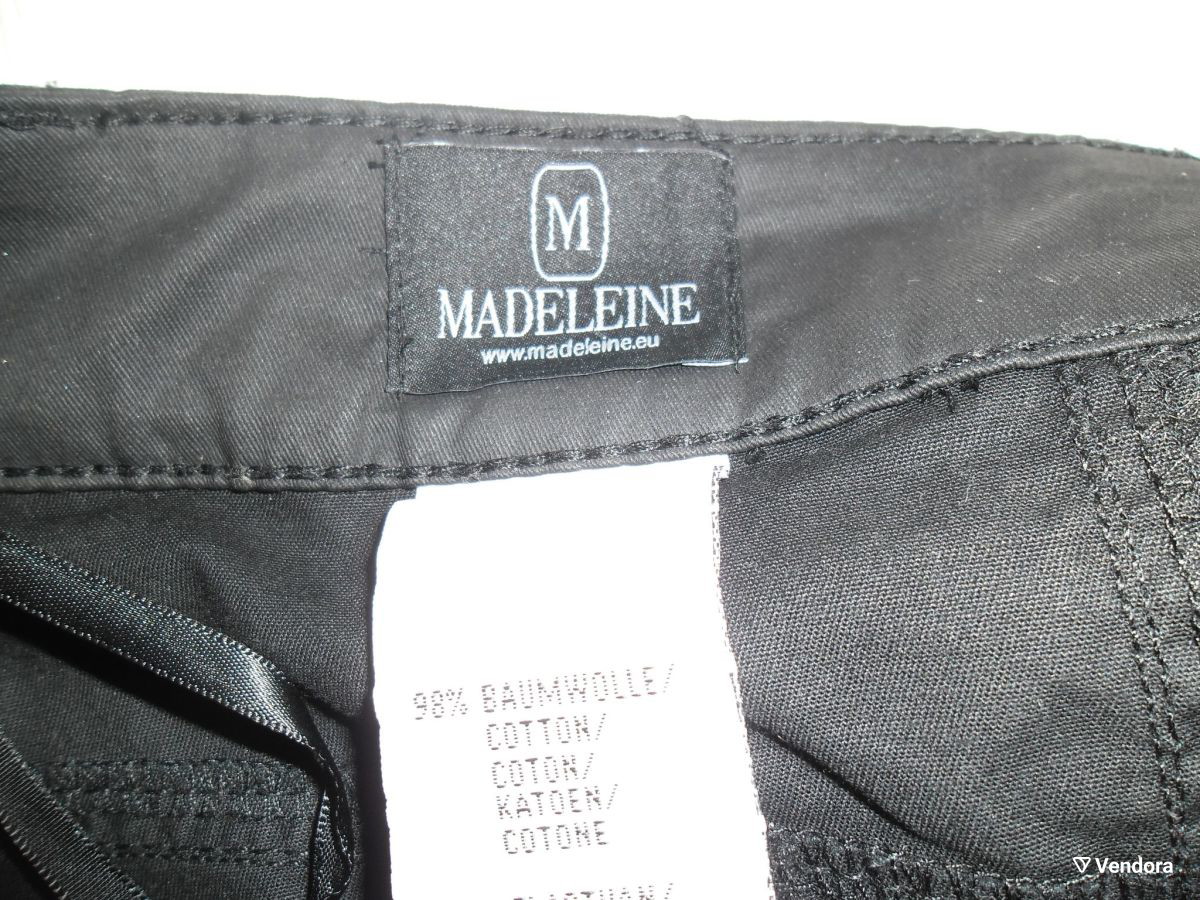 M
MADELEINE
www.madeleine.eu
98% BAUMWOLLE/
COTTON/
COTON/
KATOEN/
COTONE
Vendora